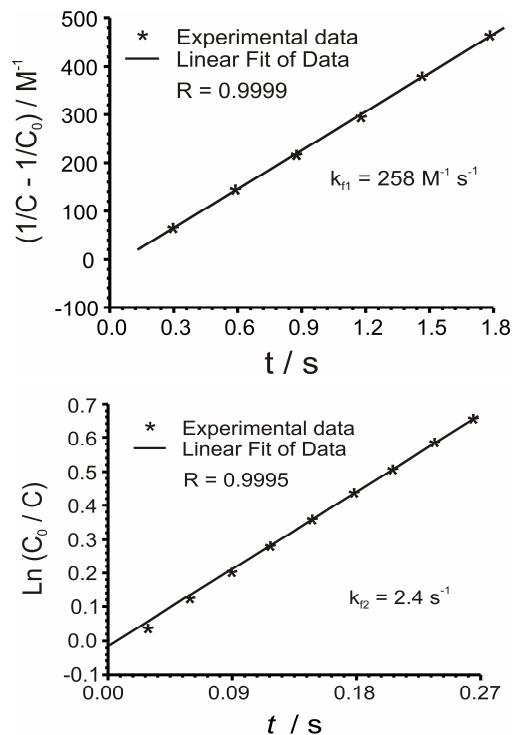 500
400
300
200
100
0
-100
(1/C - 1/C₀) / M⁻¹
* Experimental data
Linear Fit of Data
R = 0.9999
k_f1 = 258 M⁻¹ s⁻¹
0.0 0.3 0.6 0.9 1.2 1.5 1.8
t / s
0.7
0.6
0.5
0.4
0.3
0.2
0.1
0.0
-0.1
Ln (C₀ / C)
* Experimental data
Linear Fit of Data
R = 0.9995
k_f2 = 2.4 s⁻¹
0.00 0.09 0.18 0.27
t / s